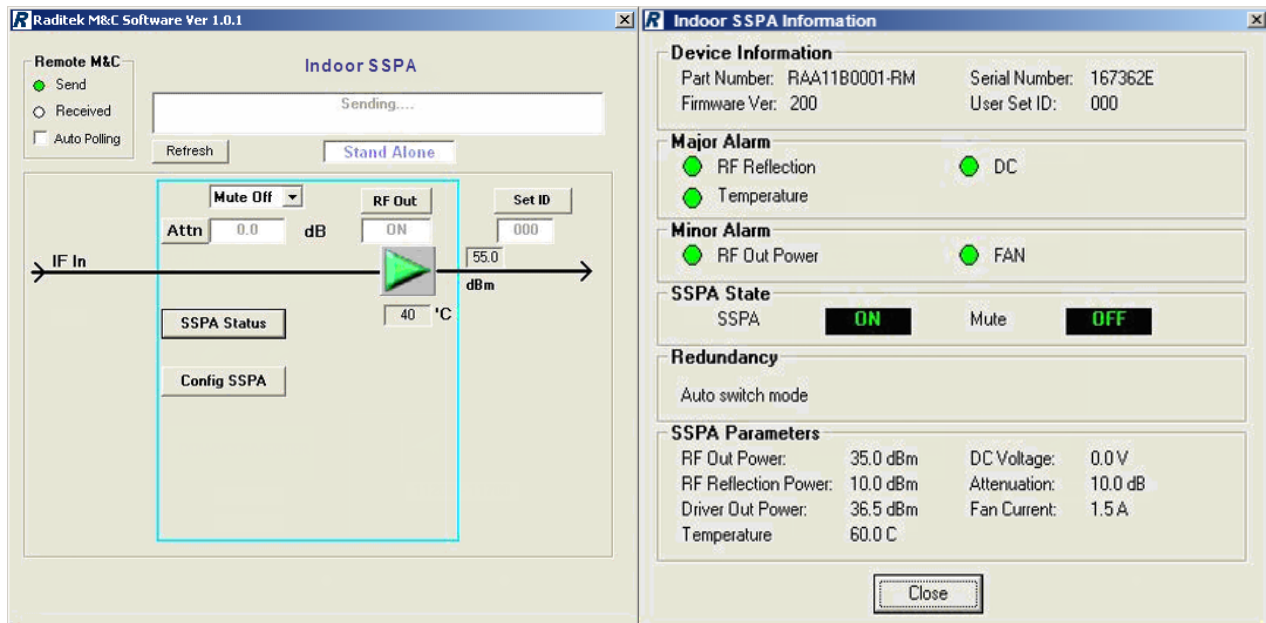 R Raditek M&C Software Ver 1.0.1
Remote M&C
Send
Received
Auto Polling
Indoor SSPA
Sending....
Refresh
Stand Alone
Mute Off
RF Out
Set ID
Attn
0.0
dB
ON
000
IF In
55.0
dBm
40
'C
SSPA Status
Config SSPA
R Indoor SSPA Information
Device Information
Part Number: RAA11B0001-RM Serial Number: 167362E
Firmware Ver: 200 User Set ID: 000
Major Alarm
RF Reflection DC
Temperature
Minor Alarm
RF Out Power FAN
SSPA State
SSPA ON Mute OFF
Redundancy
Auto switch mode
SSPA Parameters
RF Out Power: 35.0 dBm DC Voltage: 0.0 V
RF Reflection Power: 10.0 dBm Attenuation: 10.0 dB
Driver Out Power: 36.5 dBm Fan Current: 1.5 A
Temperature 60.0 C
Close